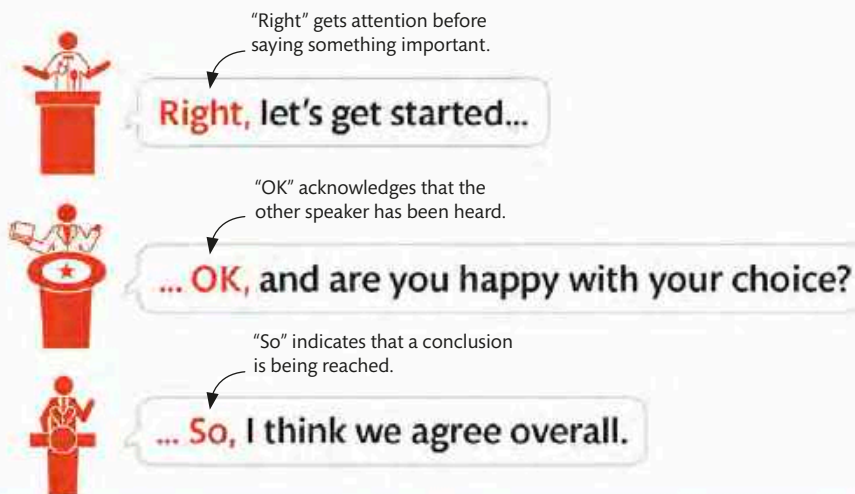 “Right” gets attention before
saying something important.
Right, let’s get started...
“OK” acknowledges that the
other speaker has been heard.
... OK, and are you happy with your choice?
“So” indicates that a conclusion
is being reached.
... So, I think we agree overall.